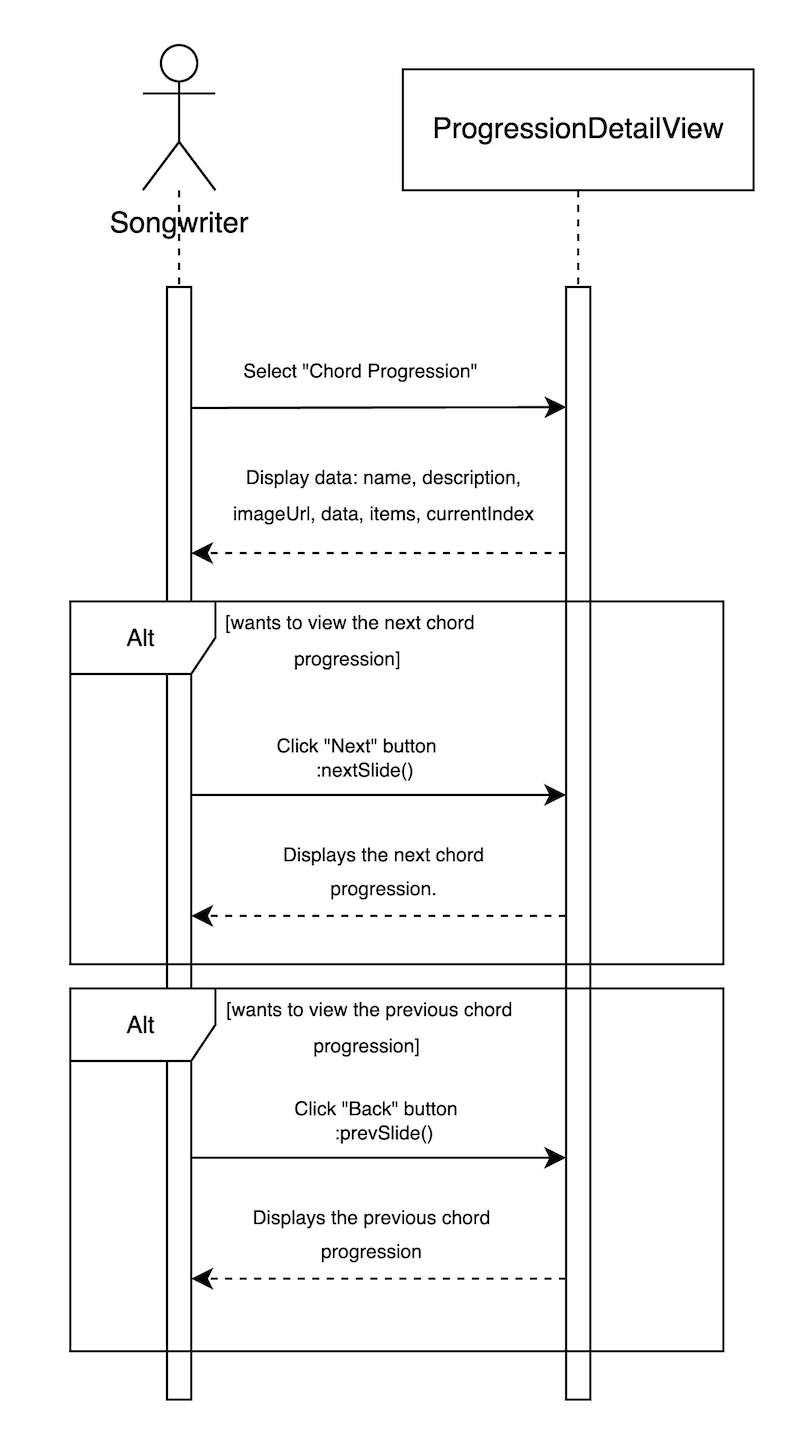 ProgressionDetailView
Songwriter
Select "Chord Progression"
Display data: name, description,
imageUrl, data, items, currentIndex
Alt
[wants to view the next chord
progression]
Click "Next" button
:nextSlide()
Displays the next chord
progression.
Alt
[wants to view the previous chord
progression]
Click "Back" button
:prevSlide()
Displays the previous chord
progression